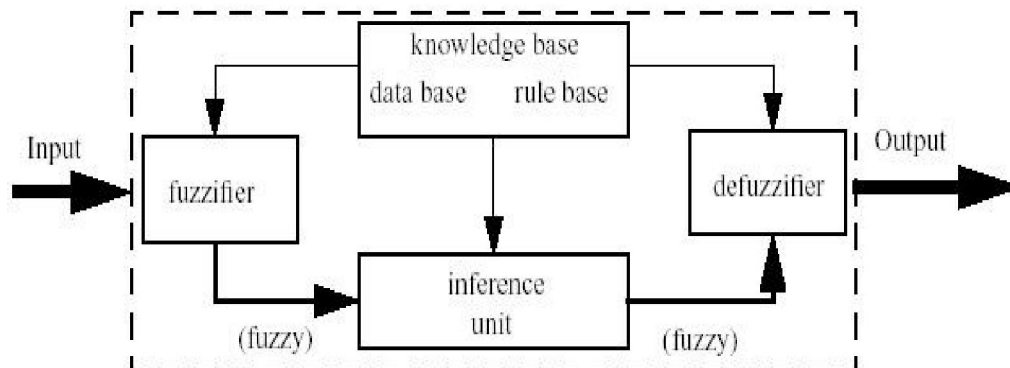 knowledge base
data base rule base
Input
fuzzifier
defuzzifier
Output
inference
unit
(fuzzy)
(fuzzy)